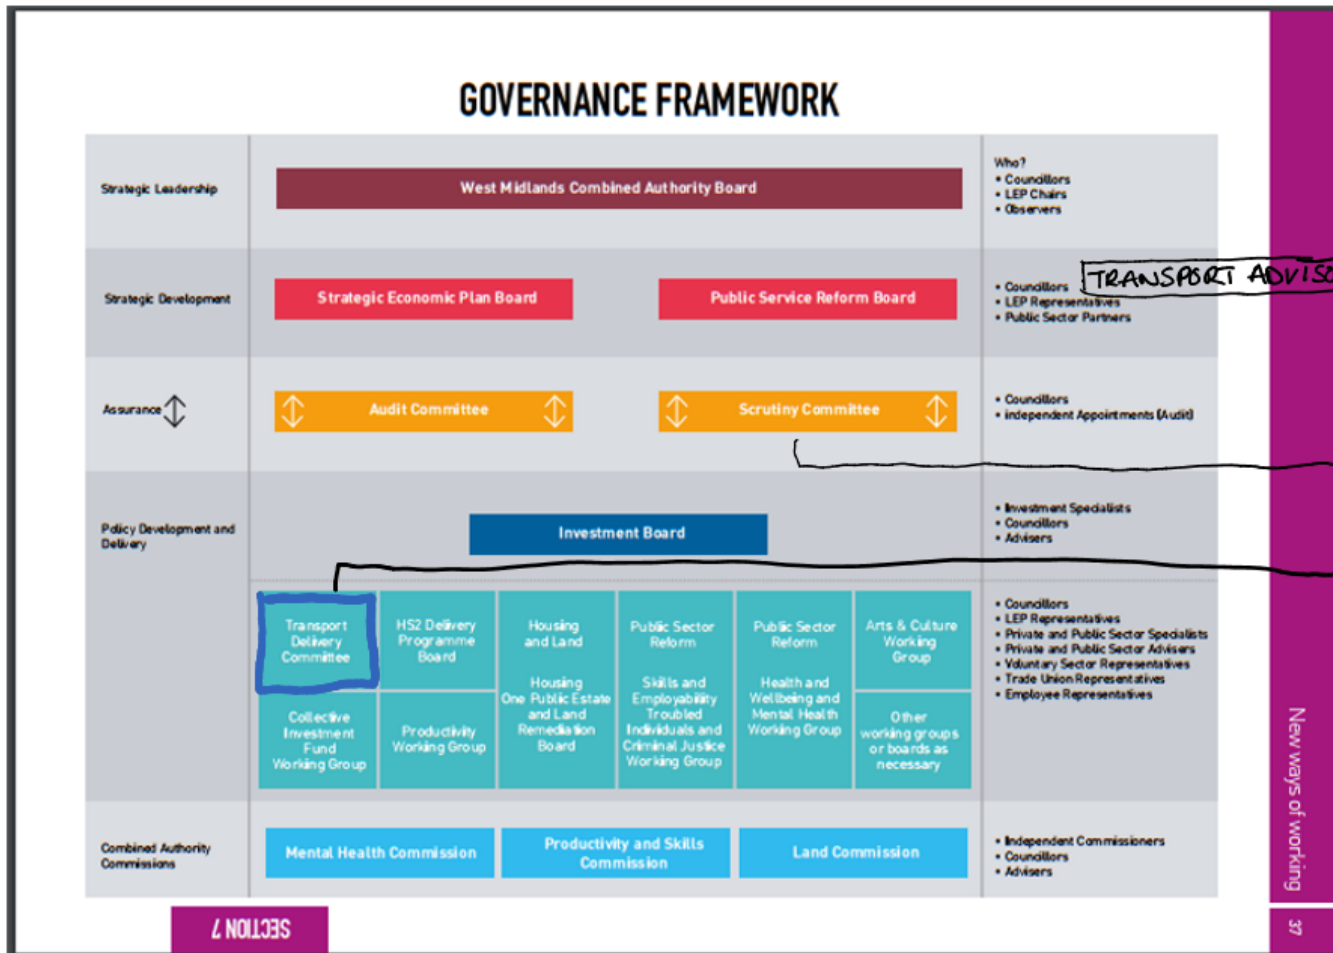 GOVERNANCE FRAMEWORK
Strategic Leadership
West Midlands Combined Authority Board
Who?
• Councillors
• LEP Chairs
• Observers
Strategic Development
Strategic Economic Plan Board
Public Service Reform Board
• Councillors
• LEP Representatives
• Public Sector Partners
TRANSPORT ADVISO
Assurance
Audit Committee
Scrutiny Committee
• Councillors
• independent Appointments (Audit)
Policy Development and
Delivery
Investment Board
• Investment Specialists
• Councillors
• Advisers
Transport
Delivery
Committee
HS2 Delivery
Programme
Board
Housing
and Land
Housing
One Public Estate
and Land
Remediation
Board
Public Sector
Reform
Skills and
Employability
Troubled
Individuals and
Criminal Justice
Working Group
Public Sector
Reform
Health and
Wellbeing and
Mental Health
Working Group
Arts & Culture
Working
Group
Collective
Investment
Fund
Working Group
Productivity
Working Group
Other
working groups
or boards as
necessary
• Councillors
• LEP Representatives
• Private and Public Sector Specialists
• Private and Public Sector Advisers
• Voluntary Sector Representatives
• Trade Union Representatives
• Employee Representatives
Combined Authority
Commissions
Mental Health Commission
Productivity and Skills
Commission
Land Commission
• Independent Commissioners
• Councillors
• Advisers
SECTION 7
New ways of working
37